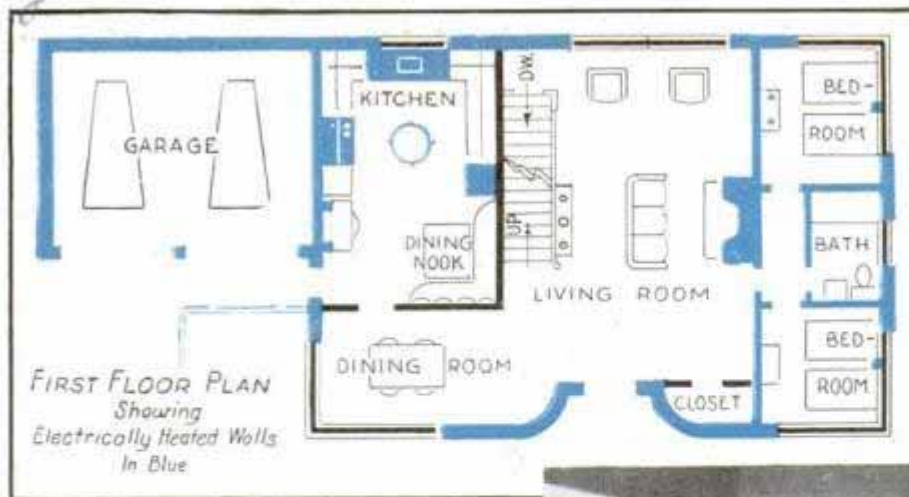 KITCHEN
DW.
BED-
ROOM
GARAGE
UP
DINING
NOOK
BATH
LIVING ROOM
DINING ROOM
BED-
ROOM
CLOSET
FIRST FLOOR PLAN
Showing
Electrically Heated Walls
In Blue